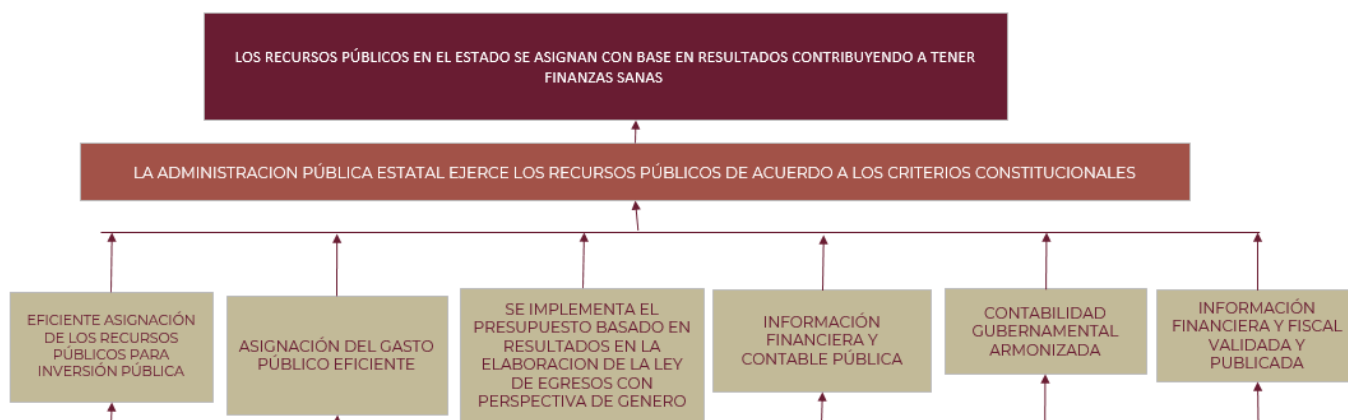 LOS RECURSOS PÚBLICOS EN EL ESTADO SE ASIGNAN CON BASE EN RESULTADOS CONTRIBUYENDO A TENER
FINANZAS SANAS
LA ADMINISTRACION PÚBLICA ESTATAL EJERCE LOS RECURSOS PÚBLICOS DE ACUERDO A LOS CRITERIOS CONSTITUCIONALES
EFICIENTE ASIGNACIÓN
DE LOS RECURSOS
PÚBLICOS PARA
INVERSIÓN PÚBLICA
ASIGNACIÓN DEL GASTO
PÚBLICO EFICIENTE
SE IMPLEMENTA EL
PRESUPUESTO BASADO EN
RESULTADOS EN LA
ELABORACION DE LA LEY
DE EGRESOS CON
PERSPECTIVA DE GENERO
INFORMACIÓN
FINANCIERA Y
CONTABLE PÚBLICA
CONTABILIDAD
GUBERNAMENTAL
ARMONIZADA
INFORMACIÓN
FINANCIERA Y FISCAL
VALIDADA Y
PUBLICADA